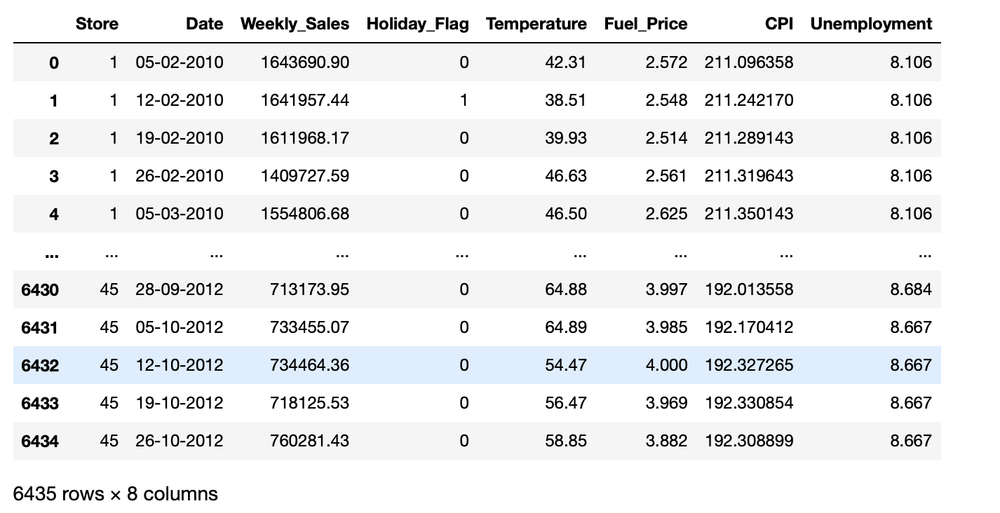 Store Date Weekly_Sales Holiday_Flag Temperature Fuel_Price CPI Unemployment
0 1 05-02-2010 1643690.90 0 42.31 2.572 211.096358 8.106
1 1 12-02-2010 1641957.44 1 38.51 2.548 211.242170 8.106
2 1 19-02-2010 1611968.17 0 39.93 2.514 211.289143 8.106
3 1 26-02-2010 1409727.59 0 46.63 2.561 211.319643 8.106
4 1 05-03-2010 1554806.68 0 46.50 2.625 211.350143 8.106
... ... ... ... ... ... ... ... ...
6430 45 28-09-2012 713173.95 0 64.88 3.997 192.013558 8.684
6431 45 05-10-2012 733455.07 0 64.89 3.985 192.170412 8.667
6432 45 12-10-2012 734464.36 0 54.47 4.000 192.327265 8.667
6433 45 19-10-2012 718125.53 0 56.47 3.969 192.330854 8.667
6434 45 26-10-2012 760281.43 0 58.85 3.882 192.308899 8.667
6435 rows × 8 columns